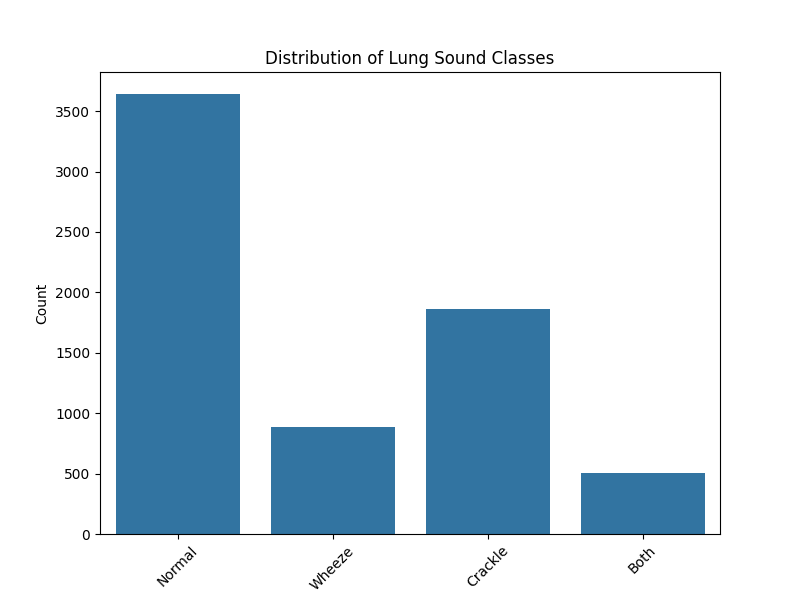 Distribution of Lung Sound Classes
3500
3000
2500
2000
1500
1000
500
0
Count
Normal
Wheeze
Crackle
Both